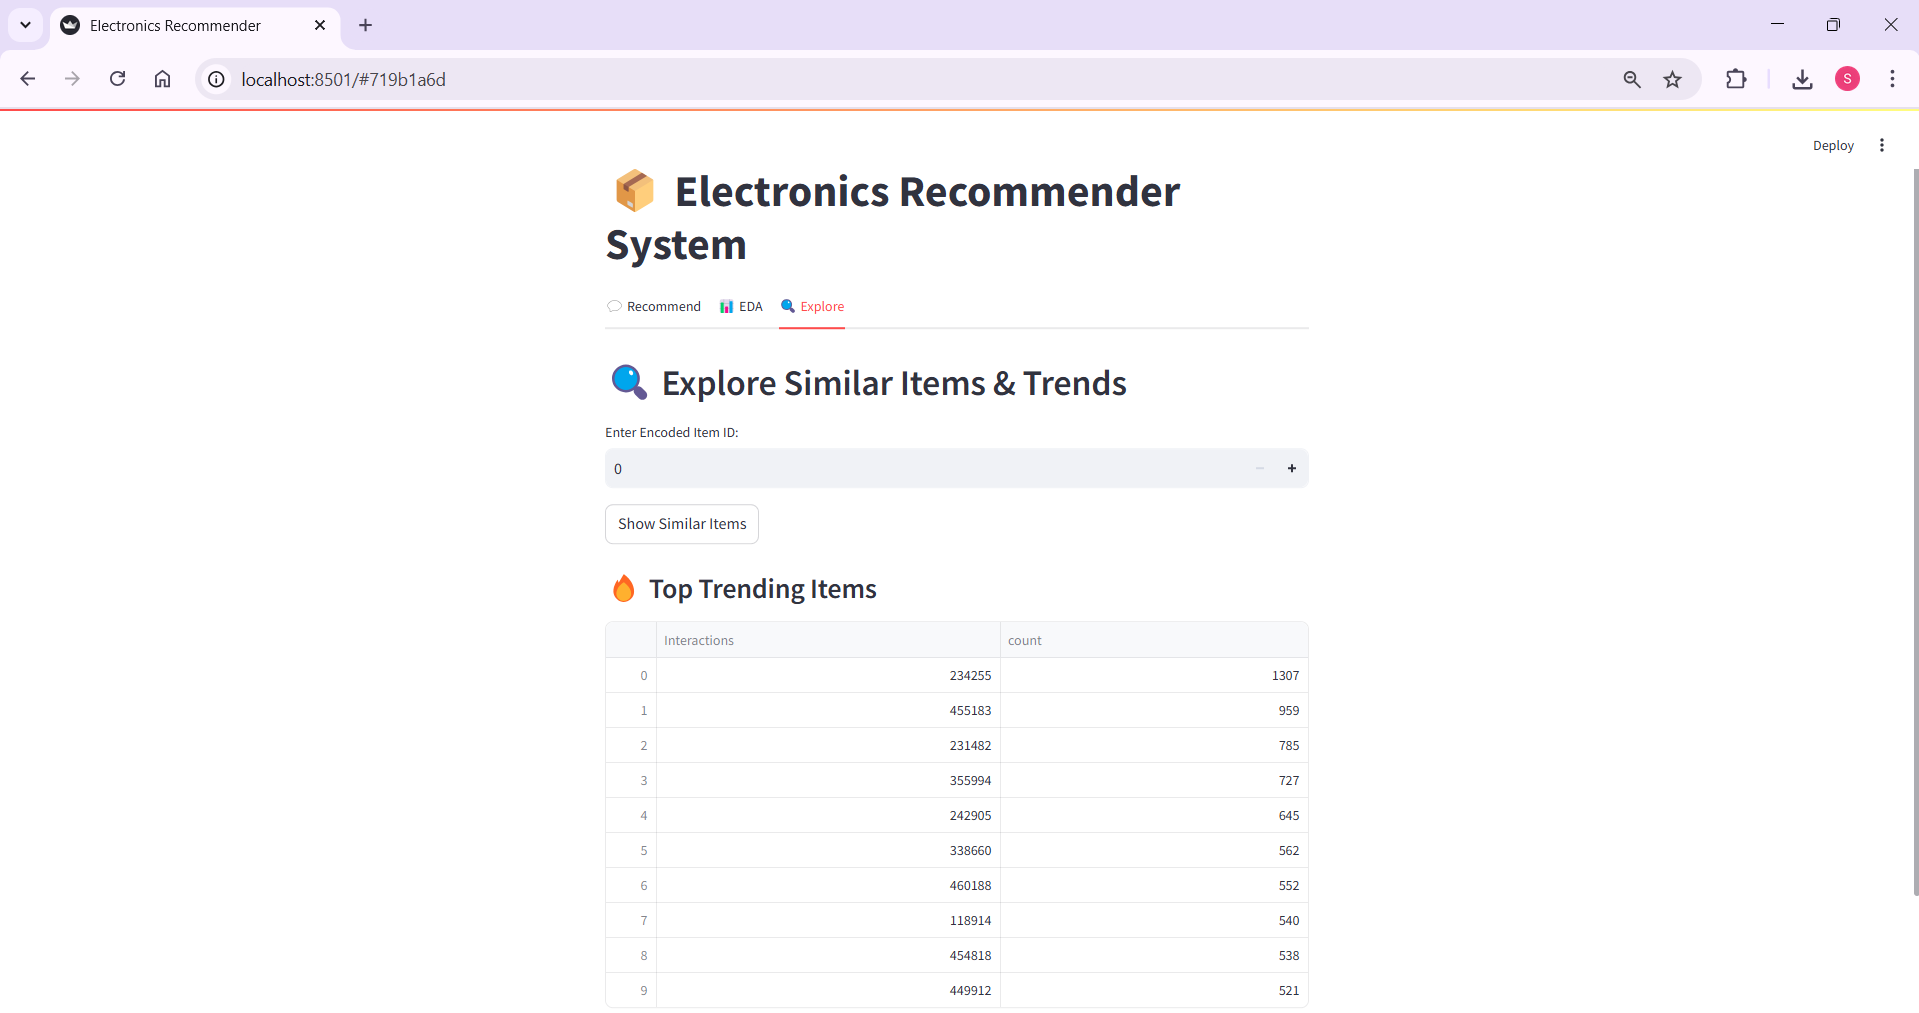 Electronics Recommender
localhost:8501/#719b1a6d
S
Deploy
Electronics Recommender
System
Recommend EDA Explore
Explore Similar Items & Trends
Enter Encoded Item ID:
0
Show Similar Items
Top Trending Items
Interactions count
0 234255 1307
1 455183 959
2 231482 785
3 355994 727
4 242905 645
5 338660 562
6 460188 552
7 118914 540
8 454818 538
9 449912 521